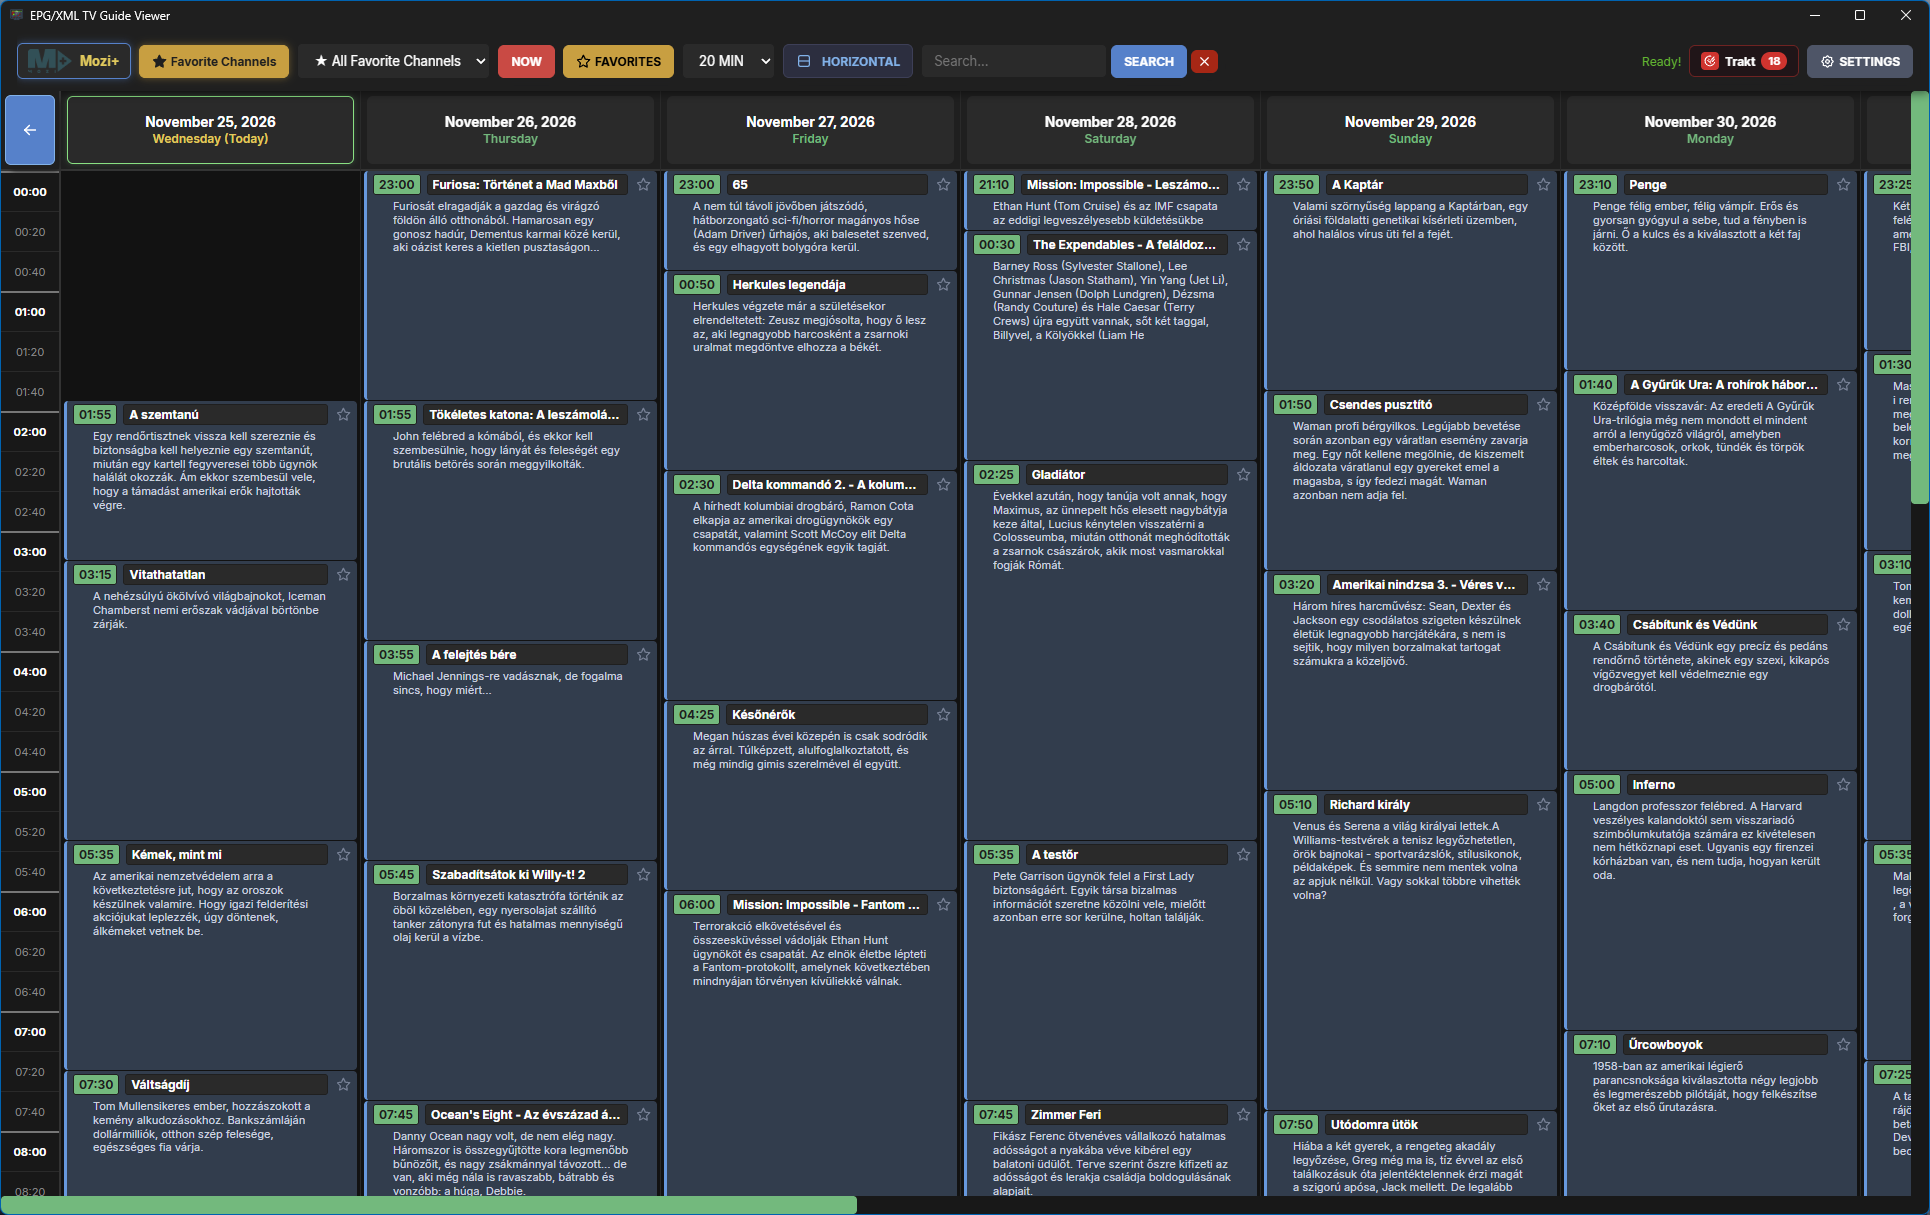 EPG/XML TV Guide Viewer
Mozi+
Favorite Channels
★ All Favorite Channels
NOW
FAVORITES
20 MIN
HORIZONTAL
Search...
SEARCH
Ready!
Trakt 18
SETTINGS
November 25, 2026
Wednesday (Today)
November 26, 2026
Thursday
November 27, 2026
Friday
November 28, 2026
Saturday
November 29, 2026
Sunday
November 30, 2026
Monday
00:00
00:20
00:40
01:00
01:20
01:40
02:00
02:20
02:40
03:00
03:20
03:40
04:00
04:20
04:40
05:00
05:20
05:40
06:00
06:20
06:40
07:00
07:20
07:40
08:00
08:20
01:55 A szemtanú
Egy rendőrtisztnek vissza kell szereznie és
biztonságba kell helyeznie egy szemtanút,
miután egy kartell fegyveresei több ügynök
halálát okozzák. Ám ekkor szembesül vele,
hogy a támadást amerikai erők hajtották
végre.
03:15 Vitathatatlan
A nehézsúlyú ökölvívó világbajnokot, Iceman
Chamberst nemi erőszak vádjával börtönbe
zárják.
05:35 Kémek, mint mi
Az amerikai nemzetvédelem arra a
következtetésre jut, hogy az oroszok
készülnek valamire. Hogy igazi felderítési
akciójukat leplezzék, úgy döntenek,
álkémeket vetnek be.
07:30 Váltságdíj
Tom Mullensikeres ember, hozzászokott a
kemény alkudozásokhoz. Bankszámláján
dollármilliók, otthon szép felesége,
egészséges fia várja.
23:00 Furiosa: Történet a Mad Maxből
Furiosát elragadják a gazdag és virágzó
földön álló otthonából. Hamarosan egy
gonosz hadúr, Dementus karmai közé kerül,
aki oázist keres a kietlen pusztaságon...
01:55 Tökéletes katona: A leszámolá...
John felébred a kómából, és ekkor kell
szembesülnie, hogy lányát és feleségét egy
brutális betörés során meggyilkolták.
03:55 A felejtés bére
Michael Jennings-re vadásznak, de fogalma
sincs, hogy miért...
05:45 Szabadítsátok ki Willy-t! 2
Borzalmas környezeti katasztrófa történik az
öböl közelében, egy nyersolajat szállító
tanker zátonyra fut és hatalmas mennyiségű
olaj kerül a vízbe.
07:45 Ocean's Eight - Az évszázad á...
Danny Ocean nagy volt, de nem elég nagy.
Háromszor is összegyűjtötte kora legmenőbb
bűnözőit, és nagy zsákmánnyal távozott... de
van, aki még nála is ravaszabb, bátrabb és
vonzóbb: a húga, Debbie.
23:00 65
A nem túl távoli jövőben játszódó,
hátborzongató sci-fi/horror magányos hőse
(Adam Driver) űrhajós, aki balesetet szenved,
és egy elhagyott bolygóra kerül.
00:50 Herkules legendája
Herkules végzete már a születésekor
elrendeltetett: Zeusz megjósolta, hogy ő lesz
az, aki legnagyobb harcosként a zsarnoki
uralmat megdöntve elhozza a békét.
02:30 Delta kommandó 2. - A kolum...
A hírhedt kolumbiai drogbáró, Ramon Cota
elkapja az amerikai drogügynökök egy
csapatát, valamint Scott McCoy elit Delta
kommandós egységének egyik tagját.
04:25 Későnérők
Megan húszas évei közepén is csak sodródik
az árral. Túlképzett, alulfoglalkoztatott, és
még mindig gimis szerelmével él együtt.
06:00 Mission: Impossible - Fantom ...
Terrorakció elkövetésével és
összeesküvéssel vádolják Ethan Hunt
ügynököt és csapatát. Az elnök életbe lépteti
a Fantom-protokollt, amelynek következtében
mindnyájan törvényen kívüliekké válnak.
21:10 Mission: Impossible - Leszámo...
Ethan Hunt (Tom Cruise) és az IMF csapata
az eddigi legveszélyesebb küldetésükbe
00:30 The Expendables - A feláldoz...
Barney Ross (Sylvester Stallone), Lee
Christmas (Jason Statham), Yin Yang (Jet Li),
Gunnar Jensen (Dolph Lundgren), Dézsma
(Randy Couture) és Hale Caesar (Terry
Crews) újra együtt vannak, sőt két taggal,
Billyvel, a Kölyökkel (Liam He
02:25 Gladiátor
Évekkel azután, hogy tanúja volt annak, hogy
Maximus, az ünnepelt hős elesett nagybátyja
keze által, Lucius kénytelen visszatérni a
Colosseumba, miután otthonát meghódították
a zsarnok császárok, akik most vasmarokkal
fogják Rómát.
05:35 A testőr
Pete Garrison ügynök felel a First Lady
biztonságáért. Egyik társa bizalmas
információt szeretne közölni vele, mielőtt
azonban erre sor kerülne, holtan találják.
07:45 Zimmer Feri
Fikász Ferenc ötvenéves vállalkozó hatalmas
adósságot a nyakába véve kibérel egy
balatoni üdülőt. Terve szerint őszre kifizeti az
adósságot és lerakja családja boldogulásának
alapjait.
23:50 A Kaptár
Valami szörnyűség lappang a Kaptárban, egy
óriási földalatti genetikai kísérleti üzemben,
ahol halálos vírus üti fel a fejét.
01:50 Csendes pusztító
Waman profi bérgyilkos. Legújabb bevetése
során azonban egy váratlan esemény zavarja
meg. Egy nőt kellene megölnie, de kiszemelt
áldozata váratlanul egy gyereket emel a
magasba, s így fedezi magát. Waman
azonban nem adja fel.
03:20 Amerikai nindzsa 3. - Véres v...
Három híres harcművész: Sean, Dexter és
Jackson egy csodálatos szigeten készülnek
életük legnagyobb harcjátékára, s nem is
sejtik, hogy milyen borzalmakat tartogat
számukra a közeljövő.
05:10 Richard király
Venus és Serena a világ királyai lettek.A
Williams-testvérek a tenisz legyőzhetetlen,
örök bajnokai - sportvarázslók, stílusikonok,
példaképek. És semmire nem mentek volna
az apjuk nélkül. Vagy sokkal többre vihették
volna?
07:50 Utódomra ütök
Hiába a két gyerek, a rengeteg akadály
legyőzése, Greg még ma is, tíz évvel az első
találkozásuk óta jelentéktelennek érzi magát
a szigorú apósa, Jack mellett. De legalább
23:10 Penge
Penge félig ember, félig vámpír. Erős és
gyorsan gyógyul a sebe, tud a fényben is
járni. Ő a kulcs és a kiválasztott a két faj
között.
01:40 A Gyűrűk Ura: A rohírok hábor...
Középfölde visszavár: Az eredeti A Gyűrűk
Ura-trilógia még nem mondott el mindent
arról a lenyűgöző világról, amelyben
emberharcosok, orkok, tündék és törpök
éltek és harcoltak.
03:40 Csábítunk és Védünk
A Csábítunk és Védünk egy precíz és pedáns
rendőrnő története, akinek egy szexi, kikapós
vígözvegyet kell védelmeznie egy
drogbárótól.
05:00 Inferno
Langdon professzor felébred. A Harvard
veszélyes kalandoktól sem visszariadó
szimbólumkutatója számára ez kivételesen
nem hétköznapi eset. Ugyanis egy firenzei
kórházban van, és nem tudja, hogyan került
oda.
07:10 Űrcowboyok
1958-ban az amerikai légierő
parancsnoksága kiválasztotta négy legjobb
és legmerészebb pilótáját, hogy felkészítse
őket az első űrutazásra.
23:25
Két
FBI,
01:30
03:10
05:35
07:25
A ta